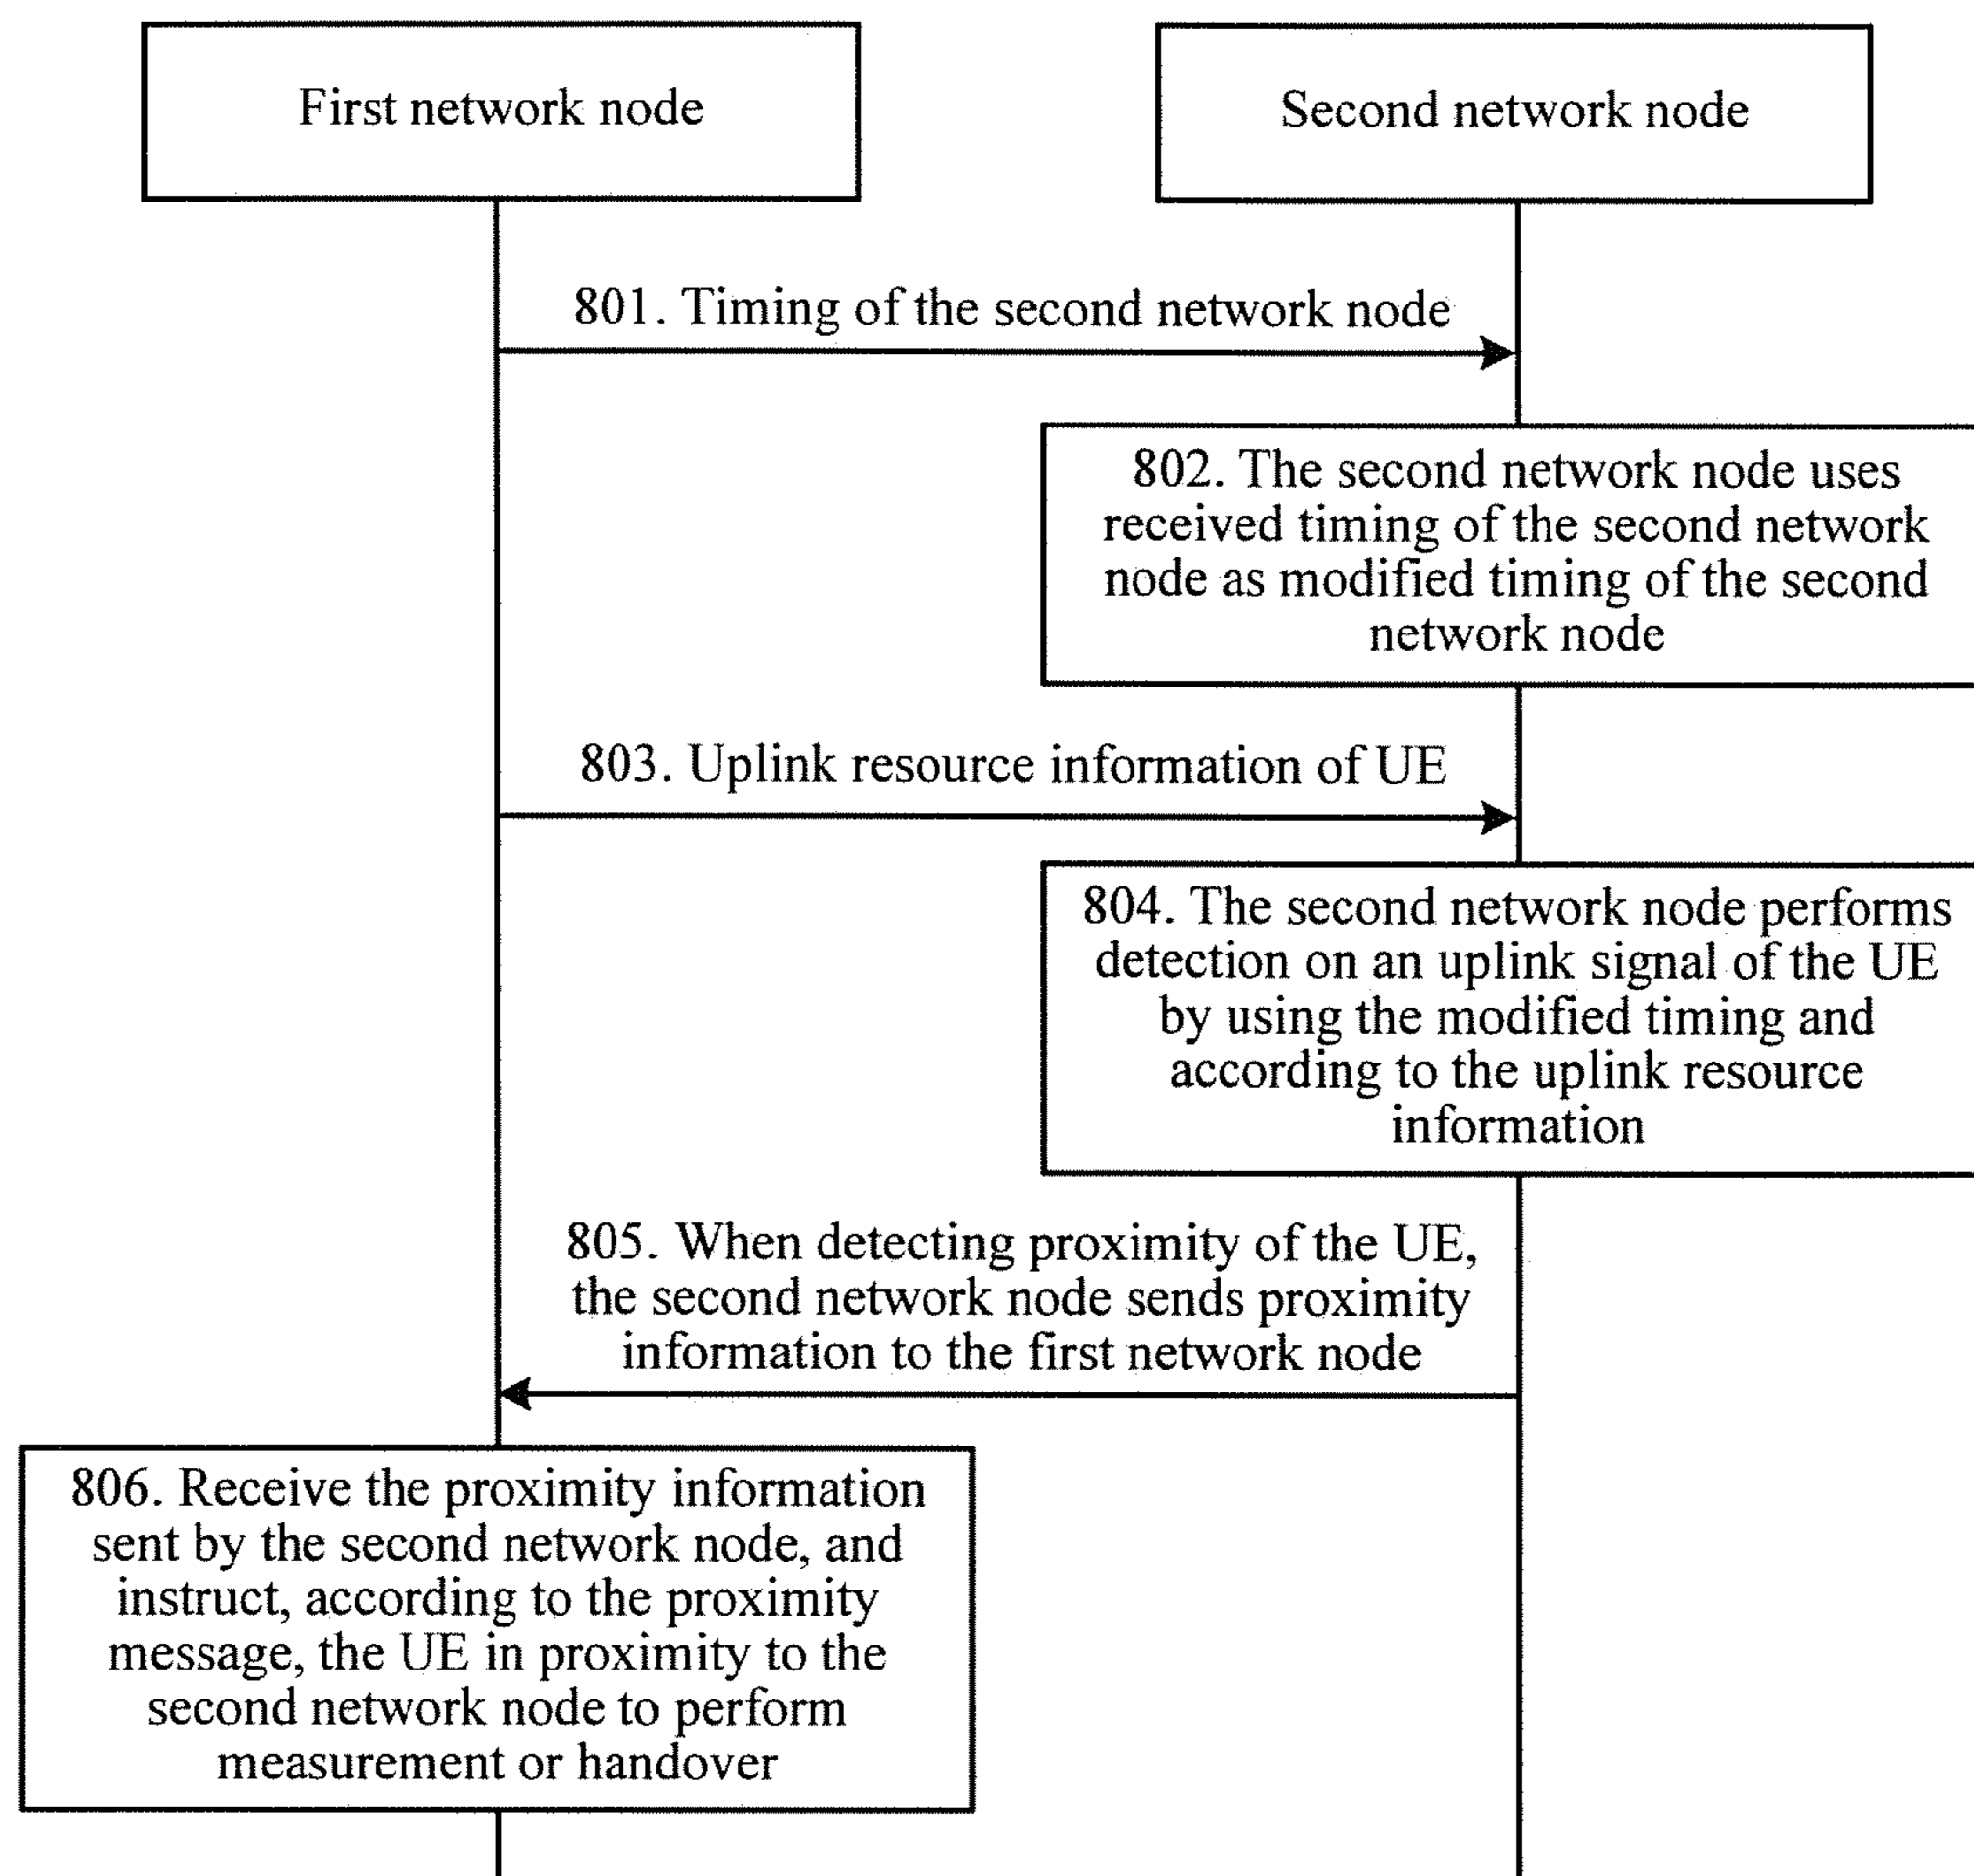 First network node
Second network node
801. Timing of the second network node
802. The second network node uses
received timing of the second network
node as modified timing of the second
network node
803. Uplink resource information of UE
804. The second network node performs
detection on an uplink signal of the UE
by using the modified timing and
according to the uplink resource
information
805. When detecting proximity of the UE,
the second network node sends proximity
information to the first network node
806. Receive the proximity information
sent by the second network node, and
instruct, according to the proximity
message, the UE in proximity to the
second network node to perform
measurement or handover